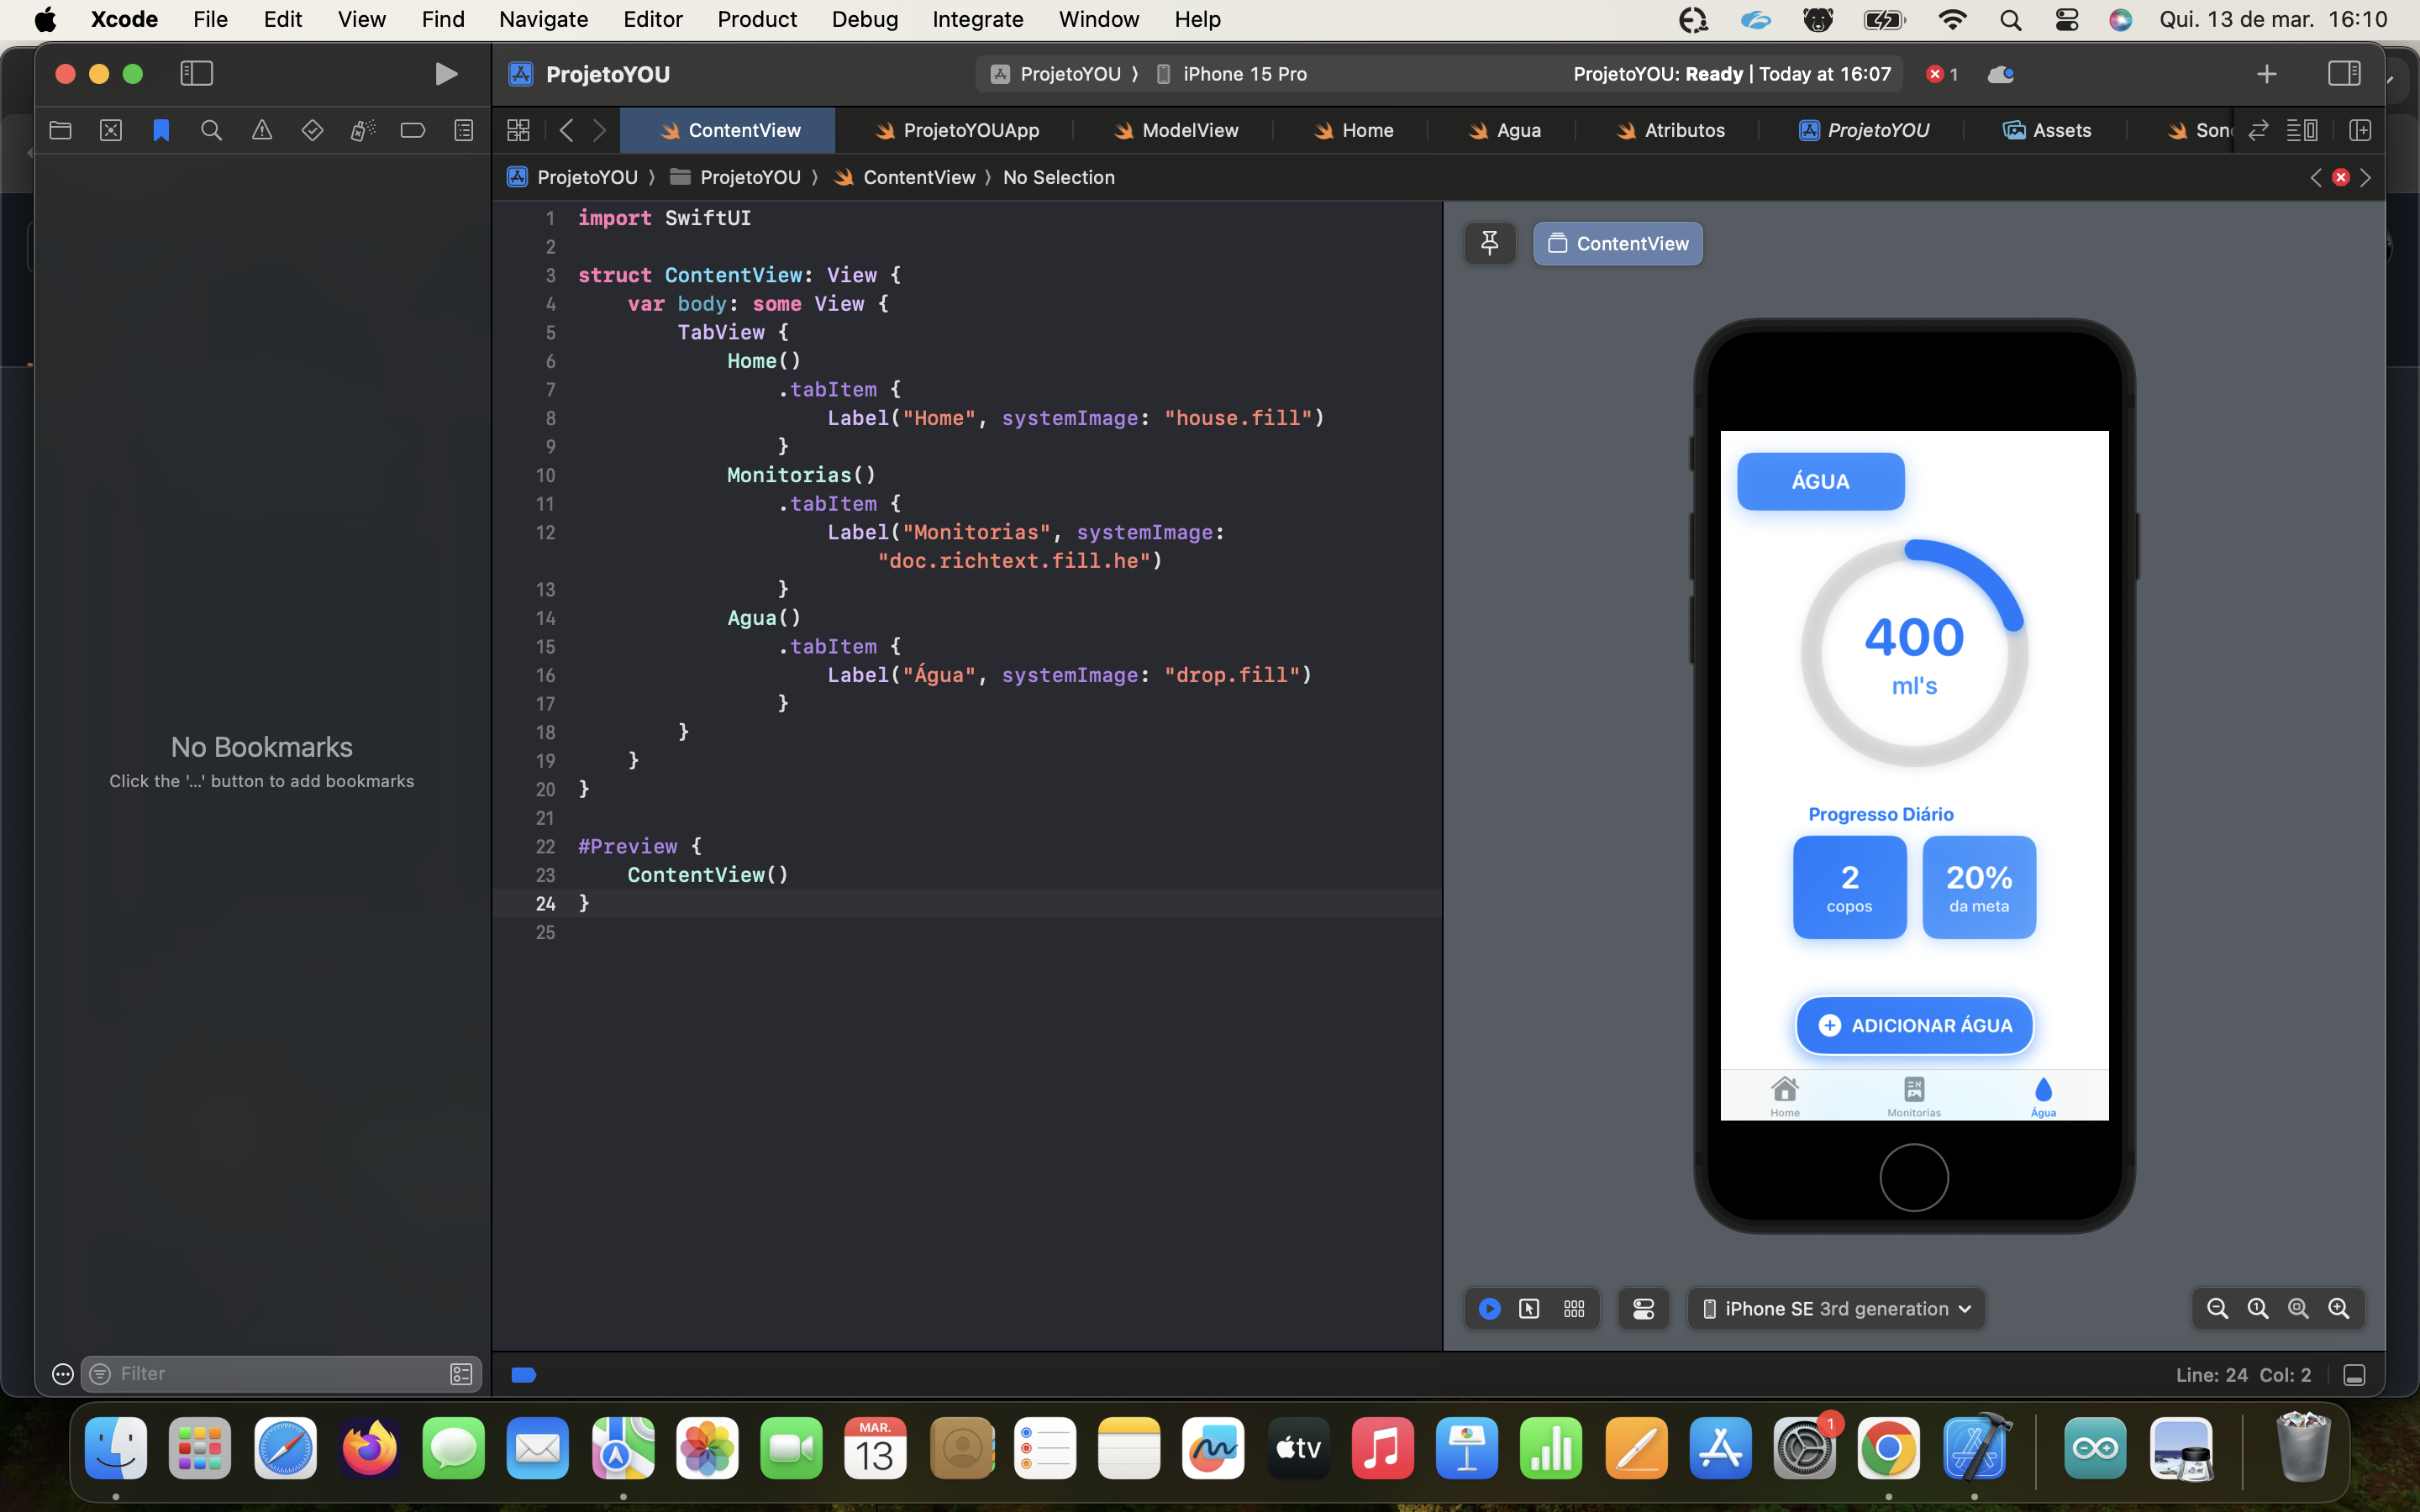 Xcode File Edit View Find Navigate Editor Product Debug Integrate Window Help Qui. 13 de mar. 16:10
ProjetoYOU ProjetoYOU iPhone 15 Pro ProjetoYOU: Ready | Today at 16:07 1
ContentView ProjetoYOUApp ModelView Home Agua Atributos ProjetoYOU Assets
ProjetoYOU ProjetoYOU ContentView No Selection
1 import SwiftUI
2
3 struct ContentView: View {
4 var body: some View {
5 TabView {
6 Home()
7 .tabItem {
8 Label("Home", systemImage: "house.fill")
9 }
10 Monitorias()
11 .tabItem {
12 Label("Monitorias", systemImage:
"doc.richtext.fill.he")
13 }
14 Agua()
15 .tabItem {
16 Label("Água", systemImage: "drop.fill")
17 }
18 }
19 }
20 }
21
22 #Preview {
23 ContentView()
24 }
25
No Bookmarks
Click the '...' button to add bookmarks
Filter
ContentView
ÁGUA
400
ml's
Progresso Diário
2
copos
20%
da meta
ADICIONAR ÁGUA
Home Monitorias Água
iPhone SE 3rd generation
Line: 24 Col: 2
MAR.
13
tv
1